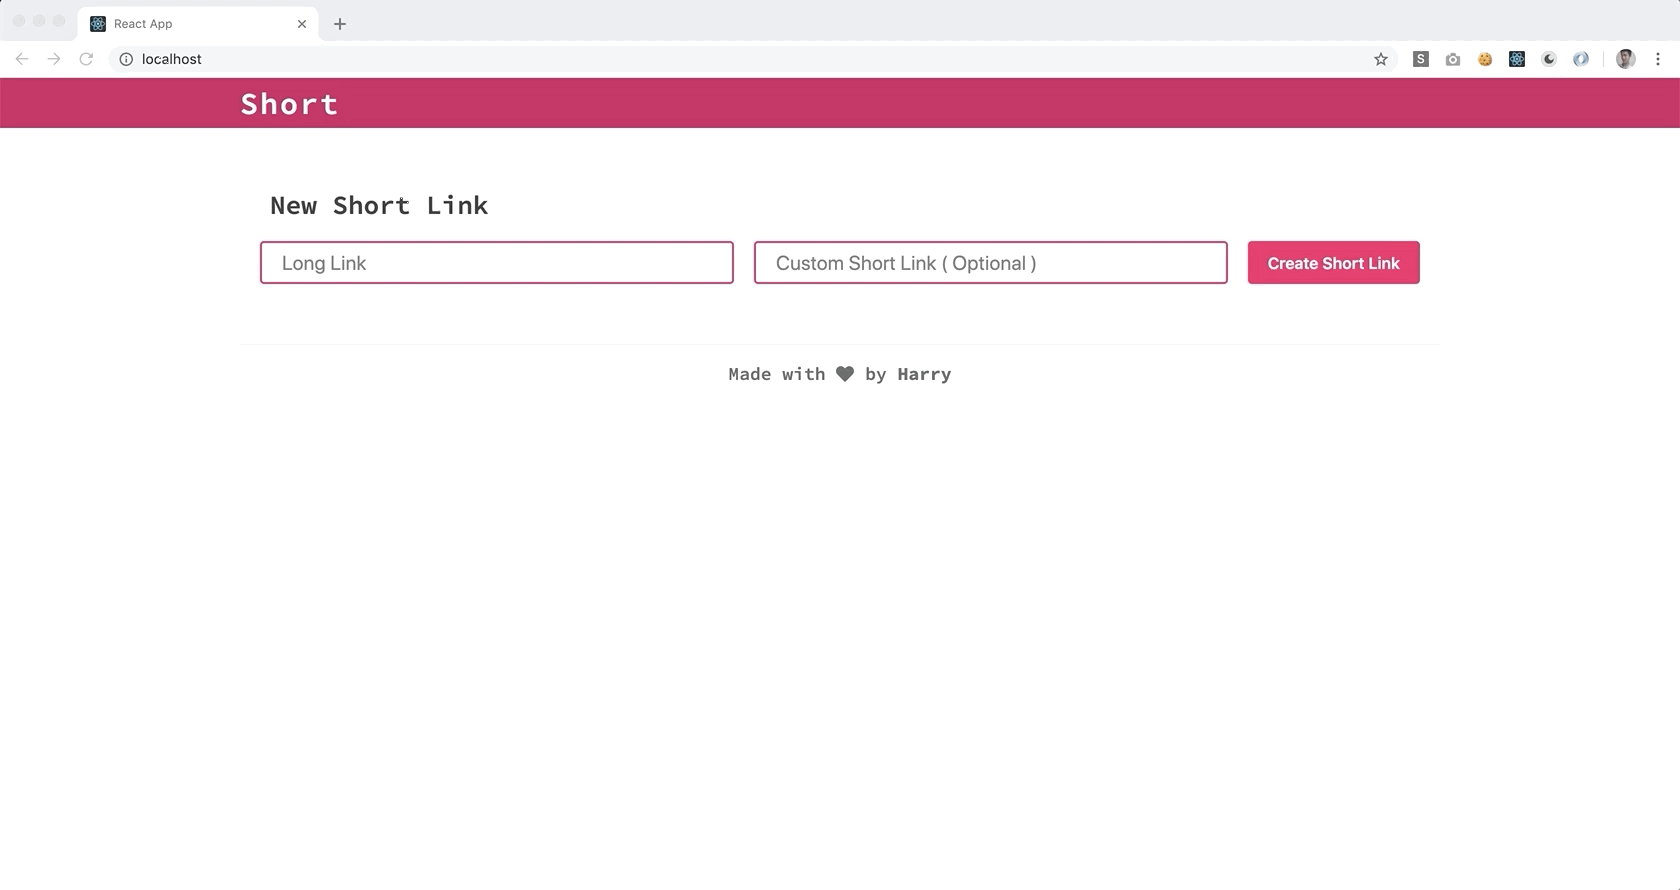 React App
localhost
S
Short
New Short Link
Long Link
Custom Short Link ( Optional )
Create Short Link
Made with ♥ by Harry